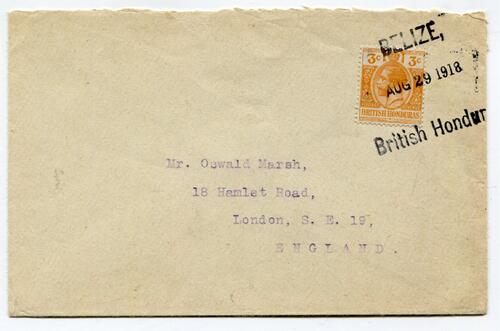 BELIZE,
AUG 29 1918
British Hondur
3c 3c
BRITISH HONDURAS
Mr. Oswald Marsh,
18 Hamlet Road,
London, S. E. 19,
ENGLAND.